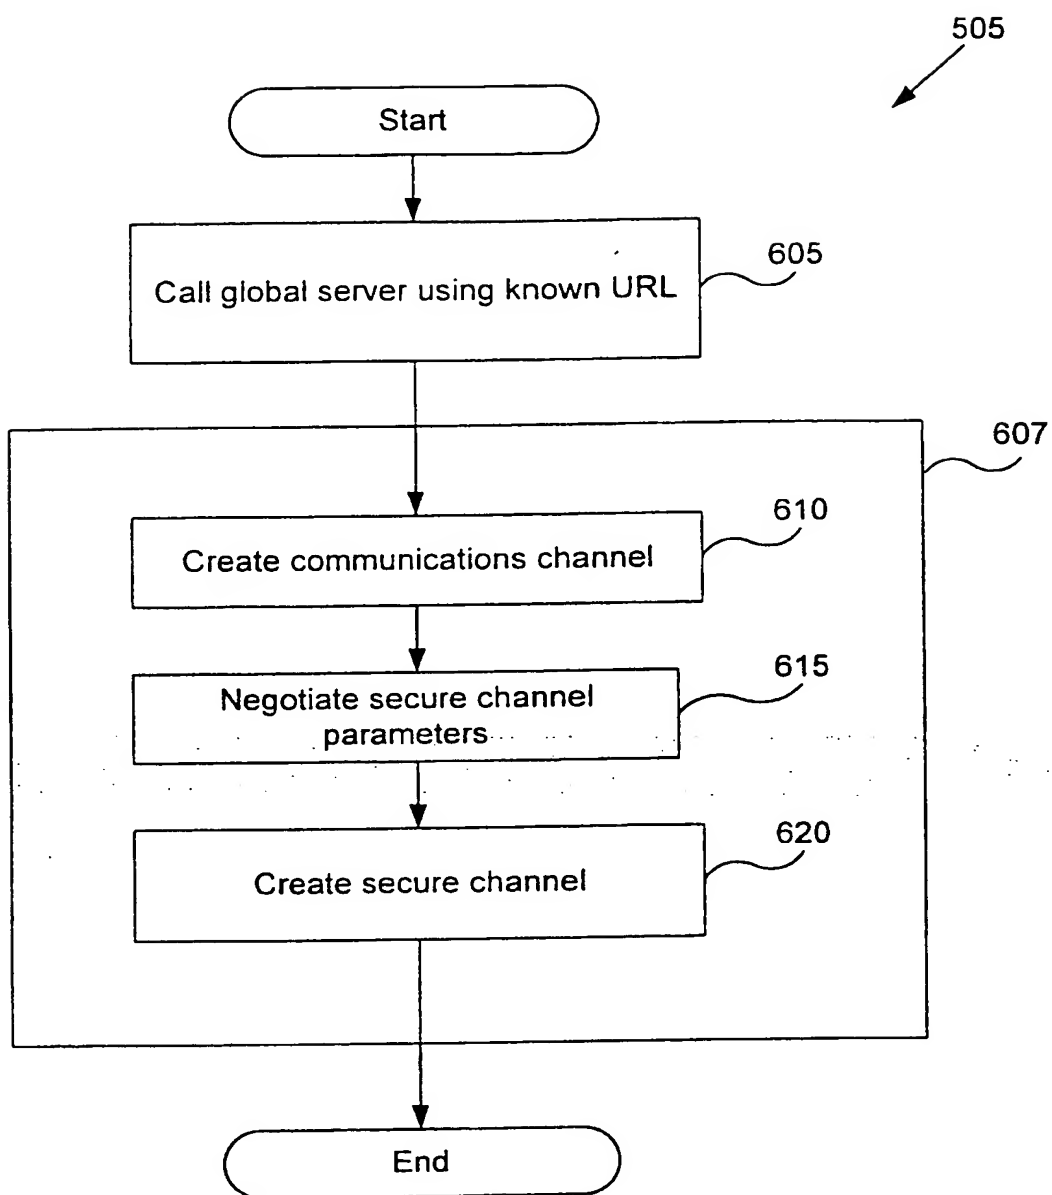 505
Start
Call global server using known URL
605
607
Create communications channel
610
Negotiate secure channel
parameters
615
Create secure channel
620
End